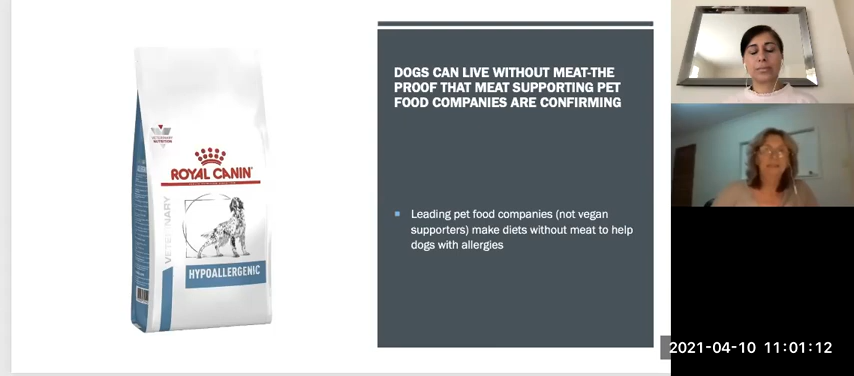 VETERINARY
NUTRITION
ROYAL CANIN
VETERINARY
HYPOALLERGENIC
DOGS CAN LIVE WITHOUT MEAT-THE
PROOF THAT MEAT SUPPORTING PET
FOOD COMPANIES ARE CONFIRMING
Leading pet food companies (not vegan
supporters) make diets without meat to help
dogs with allergies
2021-04-10 11:01:12